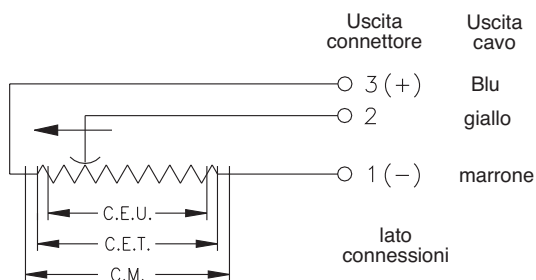 Uscita connettore
Uscita cavo
3 (+) Blu
2 giallo
1 (−) marrone
C.E.U.
C.E.T.
C.M.
lato connessioni